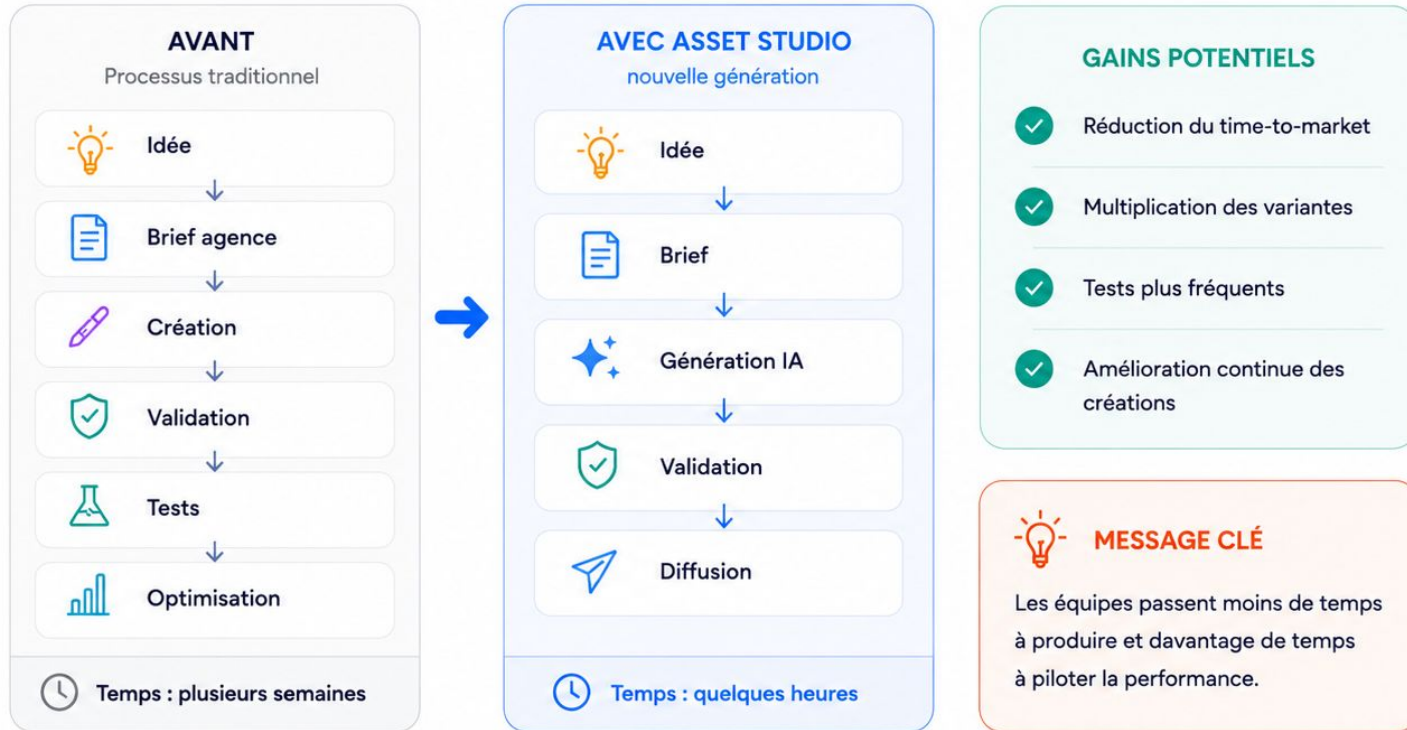 AVANT
Processus traditionnel
Idée
Brief agence
Création
Validation
Tests
Optimisation
Temps : plusieurs semaines
AVEC ASSET STUDIO
nouvelle génération
Idée
Brief
Génération IA
Validation
Diffusion
Temps : quelques heures
GAINS POTENTIELS
Réduction du time-to-market
Multiplication des variantes
Tests plus fréquents
Amélioration continue des
créations
MESSAGE CLÉ
Les équipes passent moins de temps
à produire et davantage de temps
à piloter la performance.